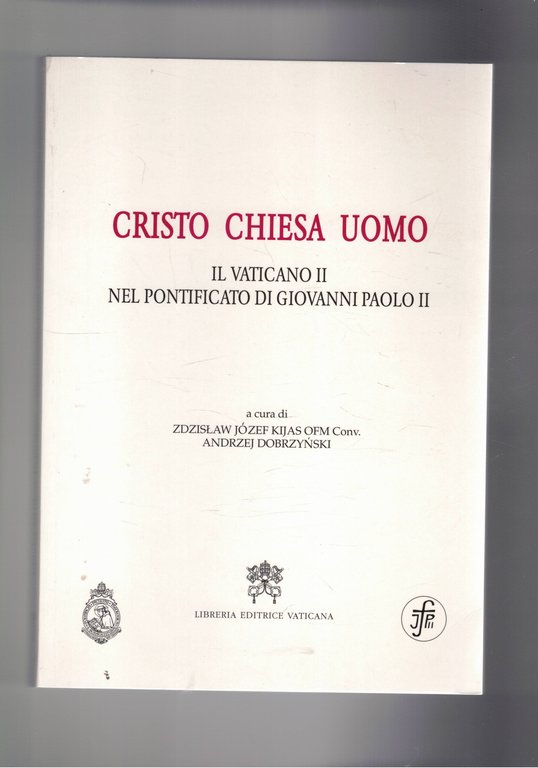 CRISTO CHIESA UOMO
IL VATICANO II
NEL PONTIFICATO DI GIOVANNI PAOLO II
a cura di
ZDZISŁAW JÓZEF KIJAS OFM Conv.
ANDRZEJ DOBRZYŃSKI
LIBRERIA EDITRICE VATICANA